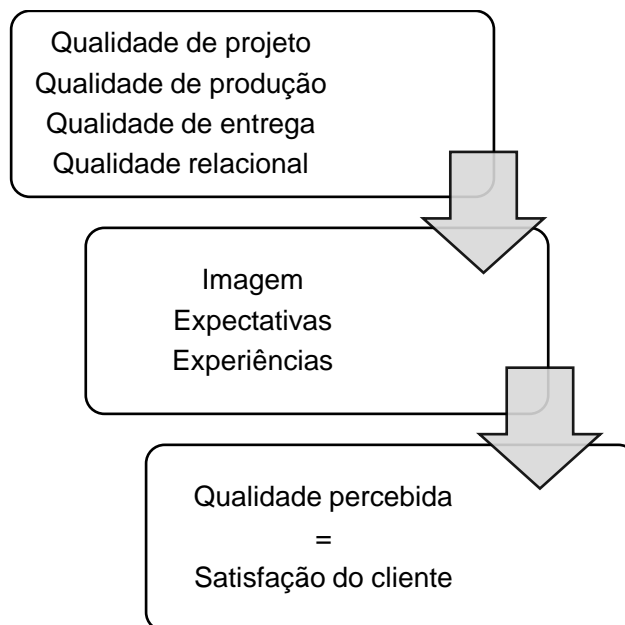 Qualidade de projeto
Qualidade de produção
Qualidade de entrega
Qualidade relacional
Imagem
Expectativas
Experiências
Qualidade percebida
=
Satisfação do cliente